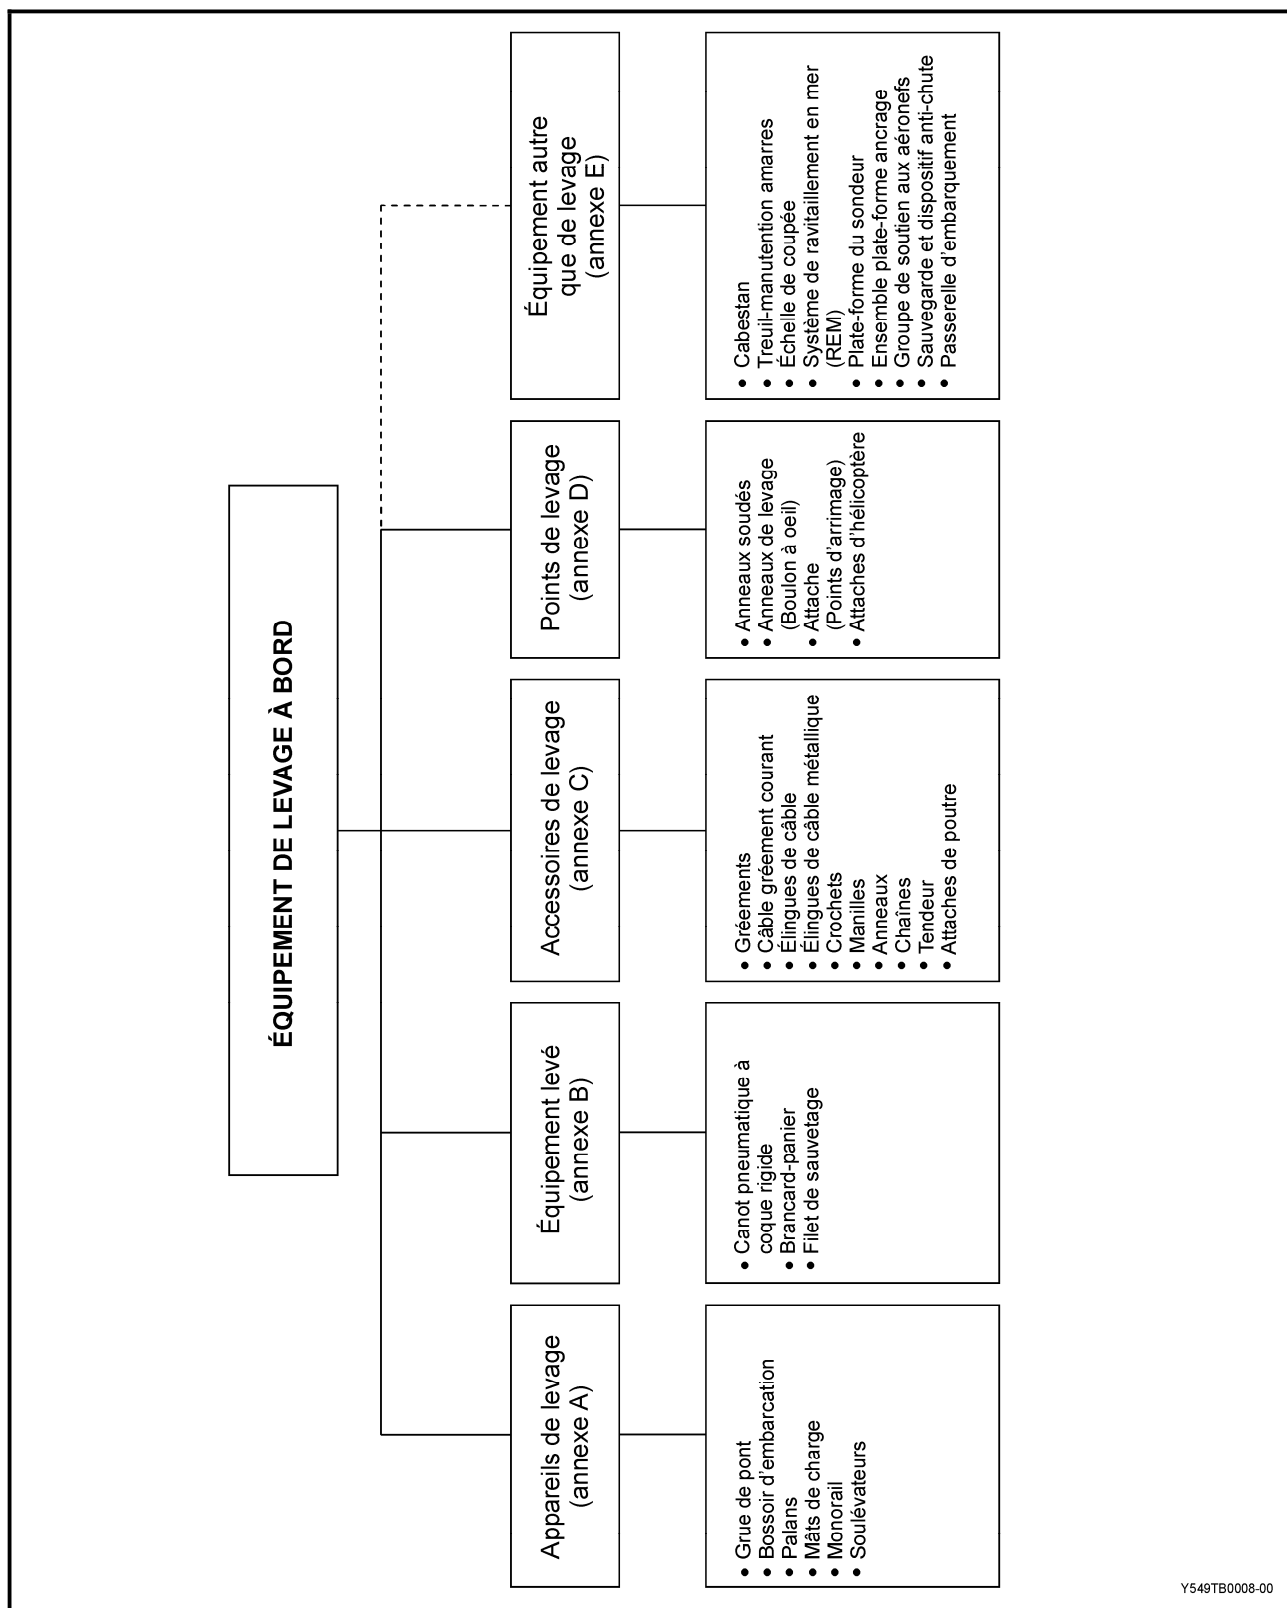 ÉQUIPEMENT DE LEVAGE À BORD
Appareils de levage
(annexe A)
• Grue de pont
• Bossoir d'embarcation
• Palans
• Mâts de charge
• Monorail
• Soulévateurs
Équipement levé
(annexe B)
• Canot pneumatique à
coque rigide
• Brancard-panier
• Filet de sauvetage
Accessoires de levage
(annexe C)
• Gréements
• Câble gréement courant
• Élingues de câble
• Élingues de câble métallique
• Crochets
• Manilles
• Anneaux
• Chaînes
• Tendeur
• Attaches de poutre
Points de levage
(annexe D)
• Anneaux soudés
• Anneaux de levage
(Boulon à oeil)
• Attache
(Points d'arrimage)
• Attaches d'hélicoptère
Équipement autre
que de levage
(annexe E)
• Cabestan
• Treuil-manutention amarres
• Échelle de coupée
• Système de ravitaillement en mer
(REM)
• Plate-forme du sondeur
• Ensemble plate-forme ancrage
• Groupe de soutien aux aéronefs
• Sauvegarde et dispositif anti-chute
• Passerelle d'embarquement
Y549TB0008-00